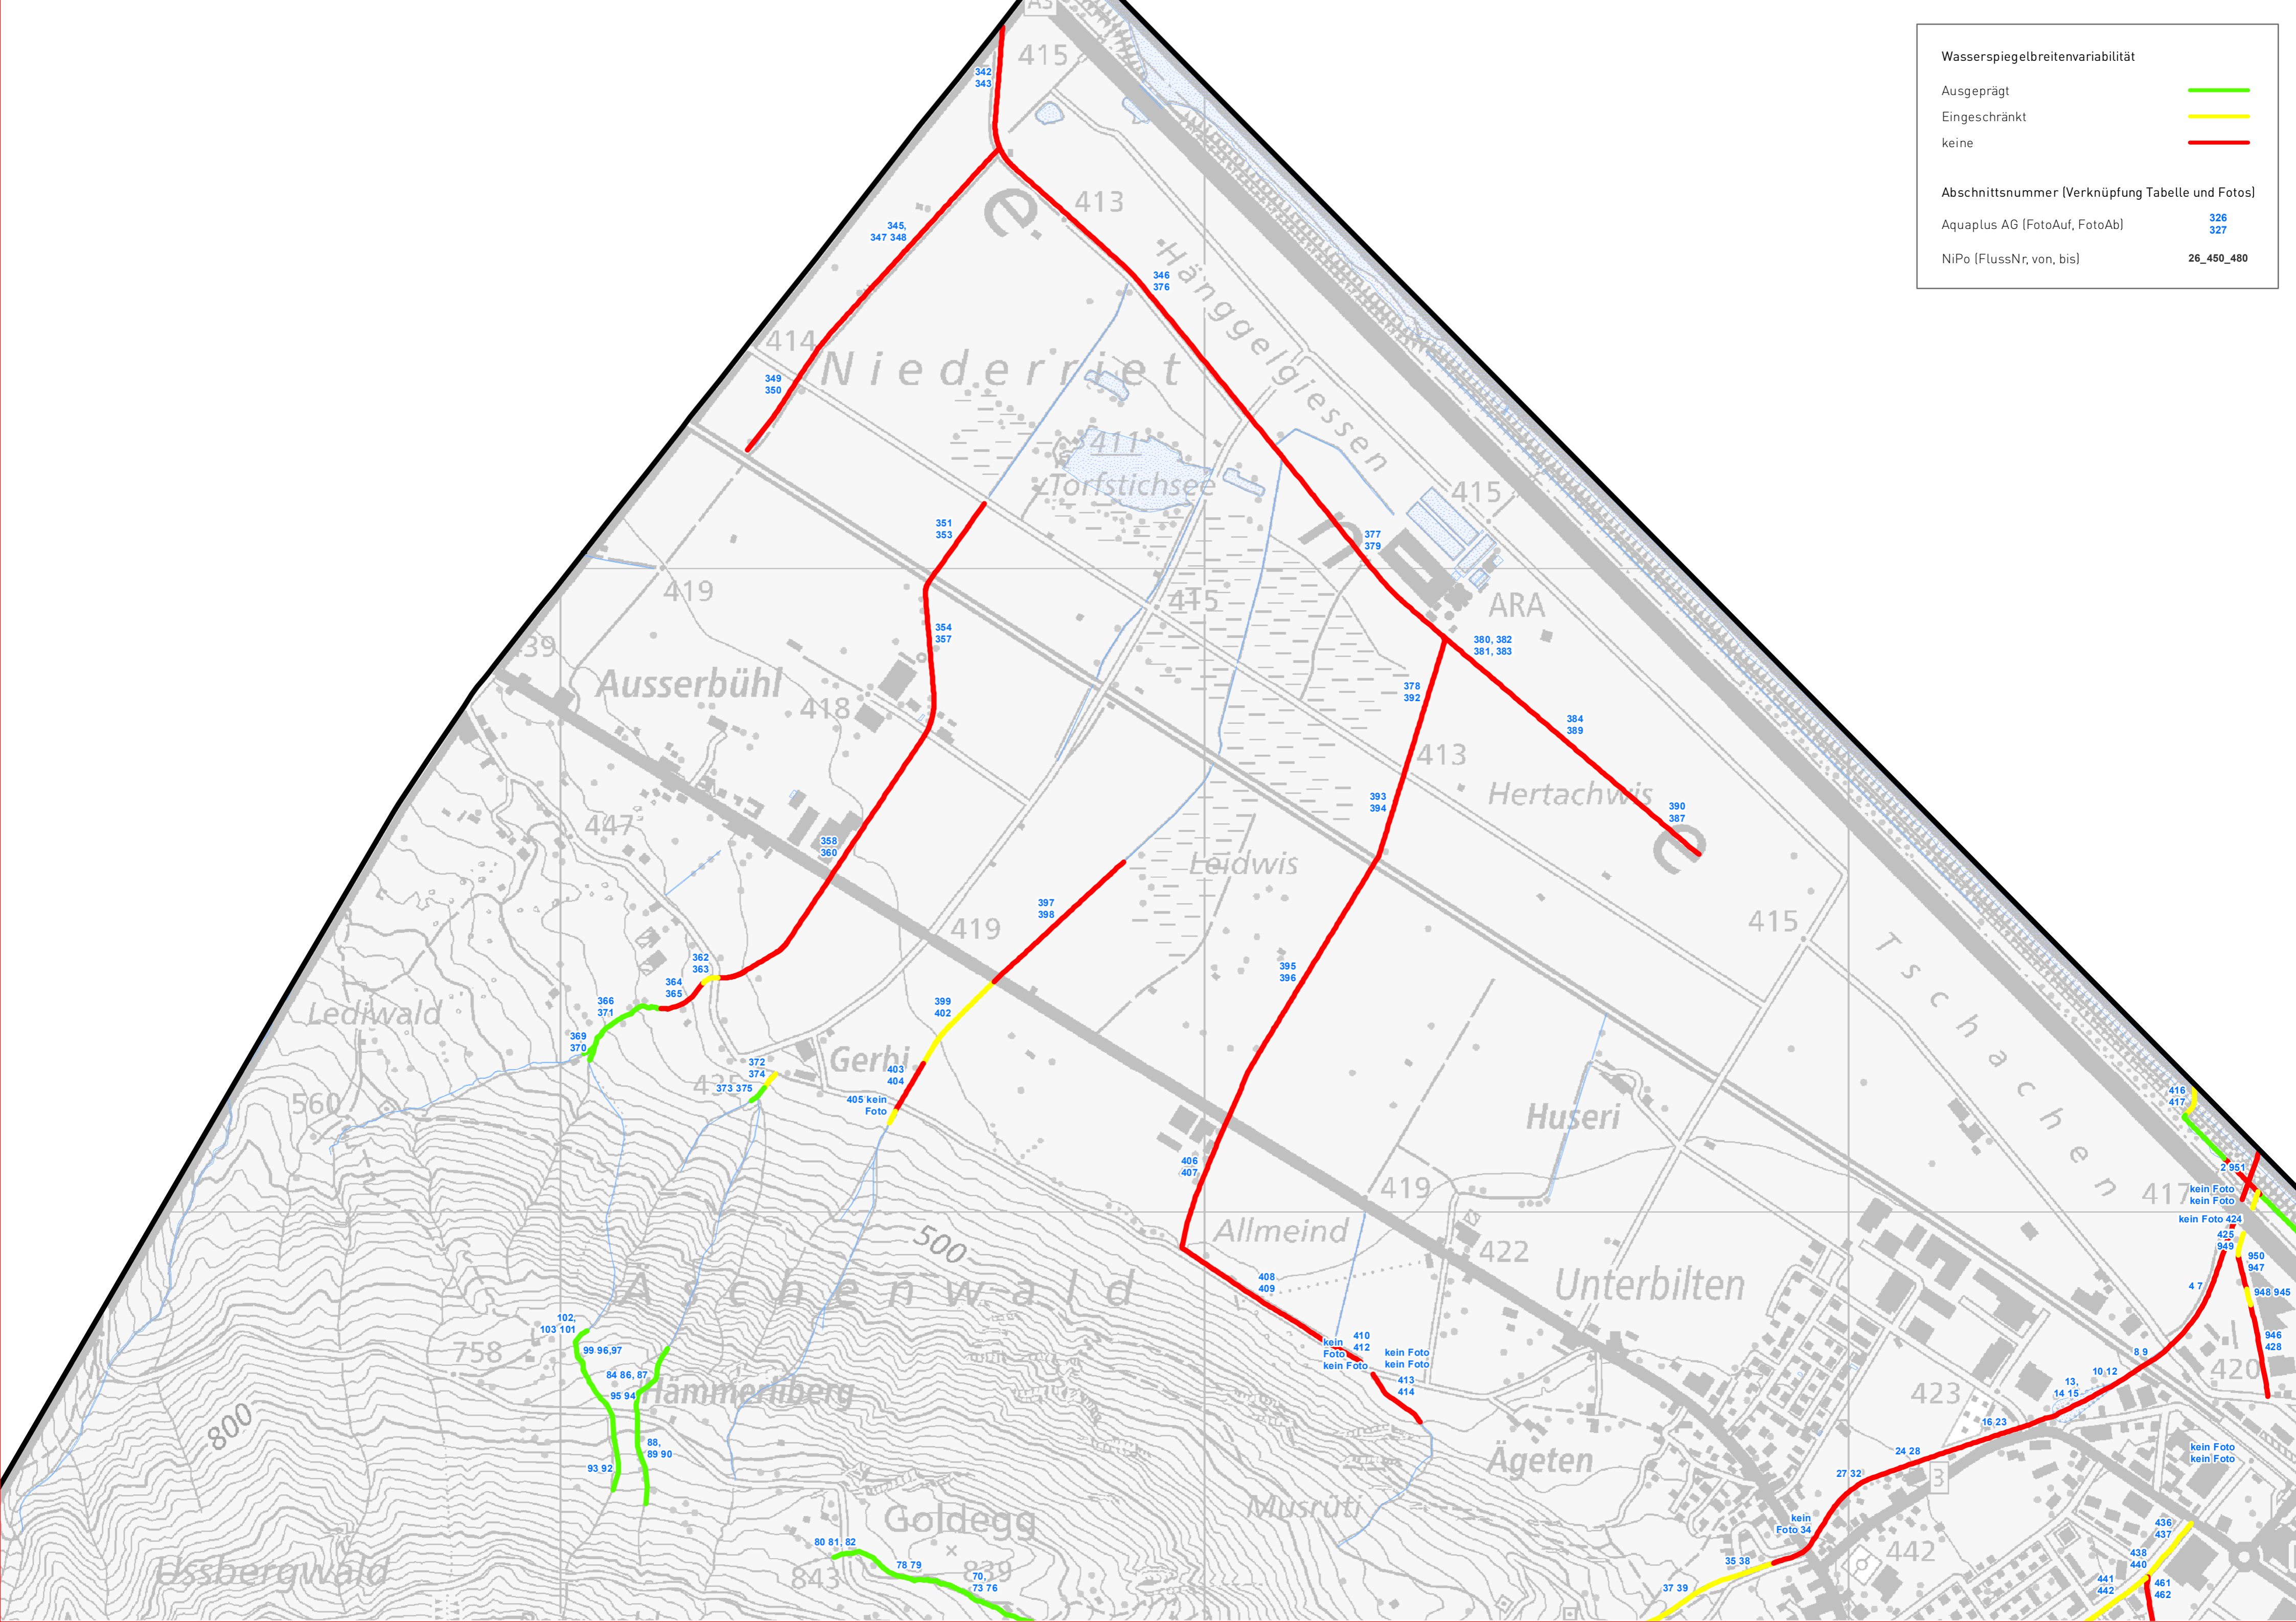 Wasserspiegelbreitenvariabilität
Ausgeprägt
Eingeschränkt
keine
Abschnittsnummer (Verknüpfung Tabelle und Fotos)
Aquaplus AG (FotoAuf, FotoAb)
326
327
NiPo (FlussNr, von, bis)
26_450_480
A3
415
342
343
e
413
345,
347 348
346
376
Hänggelgiessen
414
Niederriet
349
350
411
Torfstichsee
415
351
353
n
377
379
419
415
ARA
354
357
380, 382
381, 383
439
Ausserbühl
418
378
392
384
389
413
Hertachwis
393
394
390
387
e
447
358
360
Leidwis
397
398
419
415
Tschachen
362
363
395
396
364
365
366
371
399
402
Lediwald
369
370
Gerbi
372
374
373 375
403
404
405 kein
Foto
560
Huseri
416
417
406
407
2 951
419
417
kein Foto
kein Foto
kein Foto 424
425
949
Allmeind
500
422
950
947
408
409
Ächenwald
Unterbilten
4 7
948 945
102,
103 101
410
412
kein
Foto
kein Foto
kein Foto
kein Foto
946
428
758
99 96,97
84 86, 87
8 9
420
413
414
10 12
95 94
Hämmernberg
13,
14 15
423
800
16 23
88,
89 90
24 28
kein Foto
kein Foto
93 92
Ägeten
27 32
3
Musrüti
Goldegg
kein
Foto 34
436
437
80 81, 82
442
438
440
78 79
839
35 38
Ussbergwald
843
70,
73 76
37 39
441
442
461
462